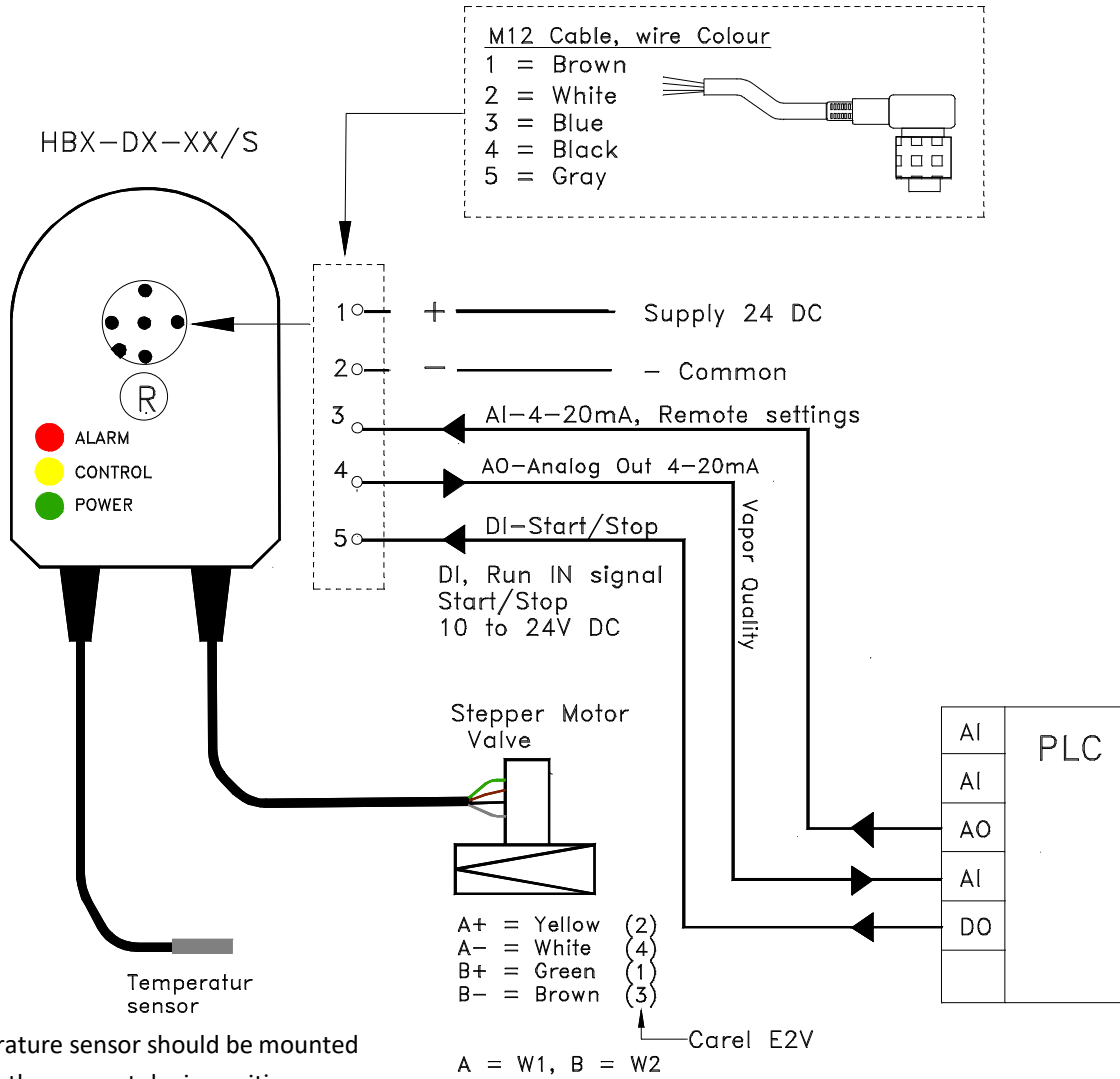 M12 Cable, wire Colour
1 = Brown
2 = White
3 = Blue
4 = Black
5 = Gray
HBX-DX-XX/S
R
ALARM
CONTROL
POWER
1 + Supply 24 DC
2 - - Common
3 AI-4-20mA, Remote settings
4 AO-Analog Out 4-20mA
5 DI-Start/Stop
DI, Run IN signal
Start/Stop
10 to 24V DC
Vapor Quality
Stepper Motor
Valve
PLC
AI
AI
AO
AI
DO
A+ = Yellow (2)
A- = White (4)
B+ = Green (1)
B- = Brown (3)
Carel E2V
A = W1, B = W2
Temperatur
sensor
rature sensor should be mounted